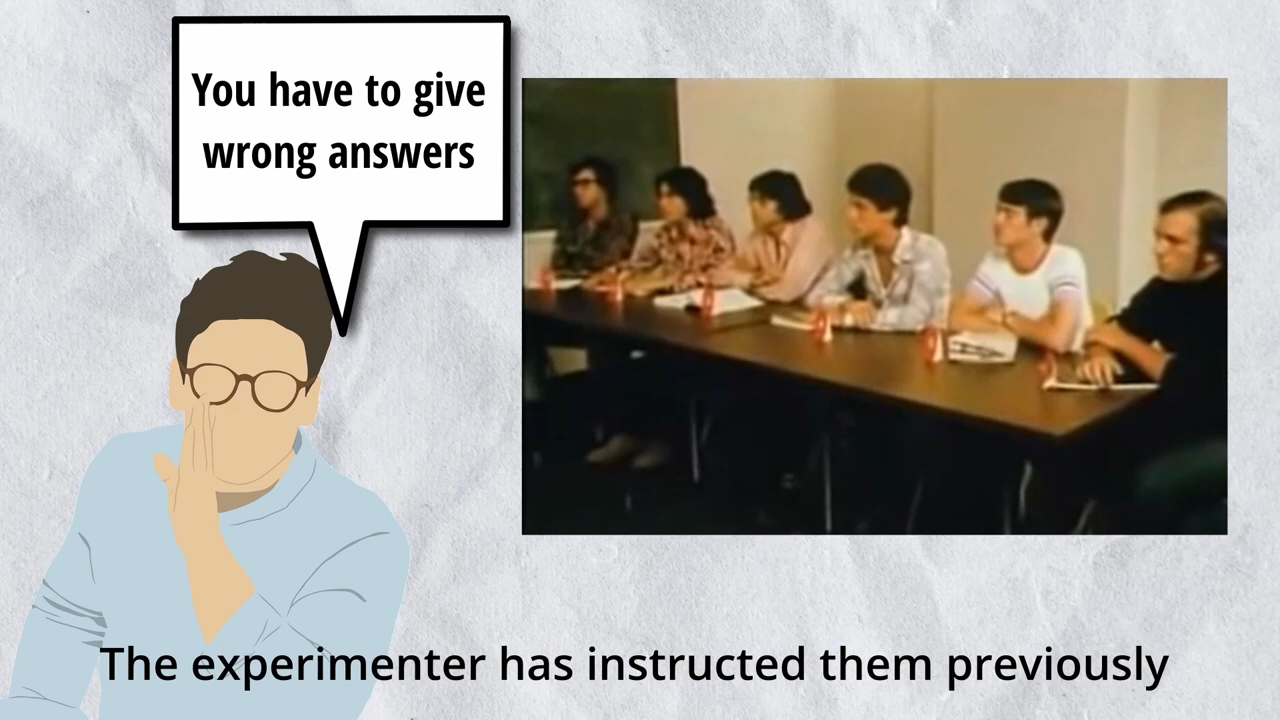 You have to give
wrong answers
The experimenter has instructed them previously